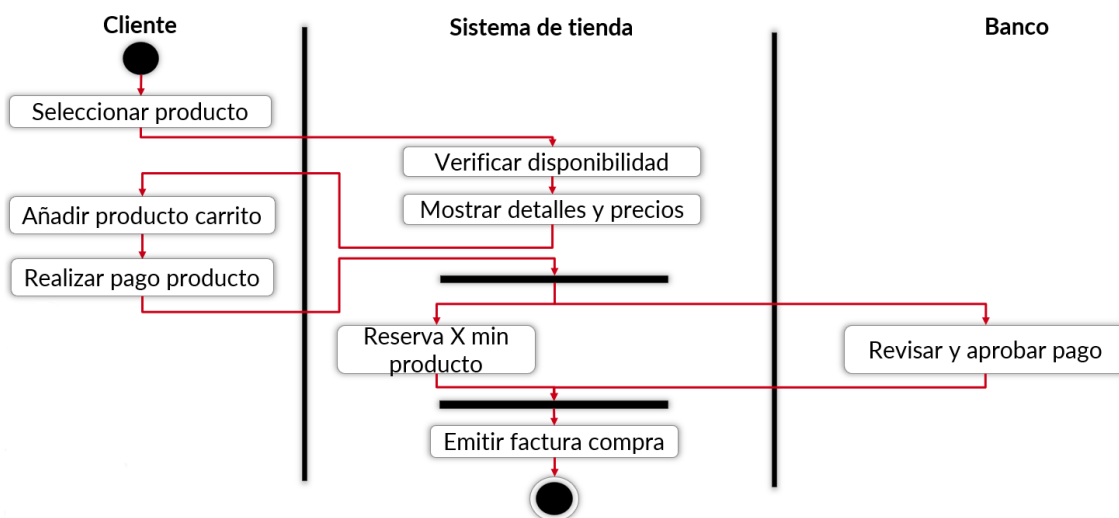 Cliente
Sistema de tienda
Banco
Seleccionar producto
Verificar disponibilidad
Mostrar detalles y precios
Añadir producto carrito
Realizar pago producto
Reserva X min
producto
Revisar y aprobar pago
Emitir factura compra